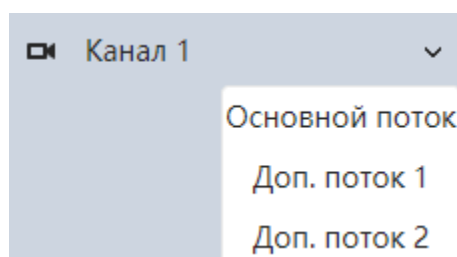 Канал 1
Основной поток
Доп. поток 1
Доп. поток 2